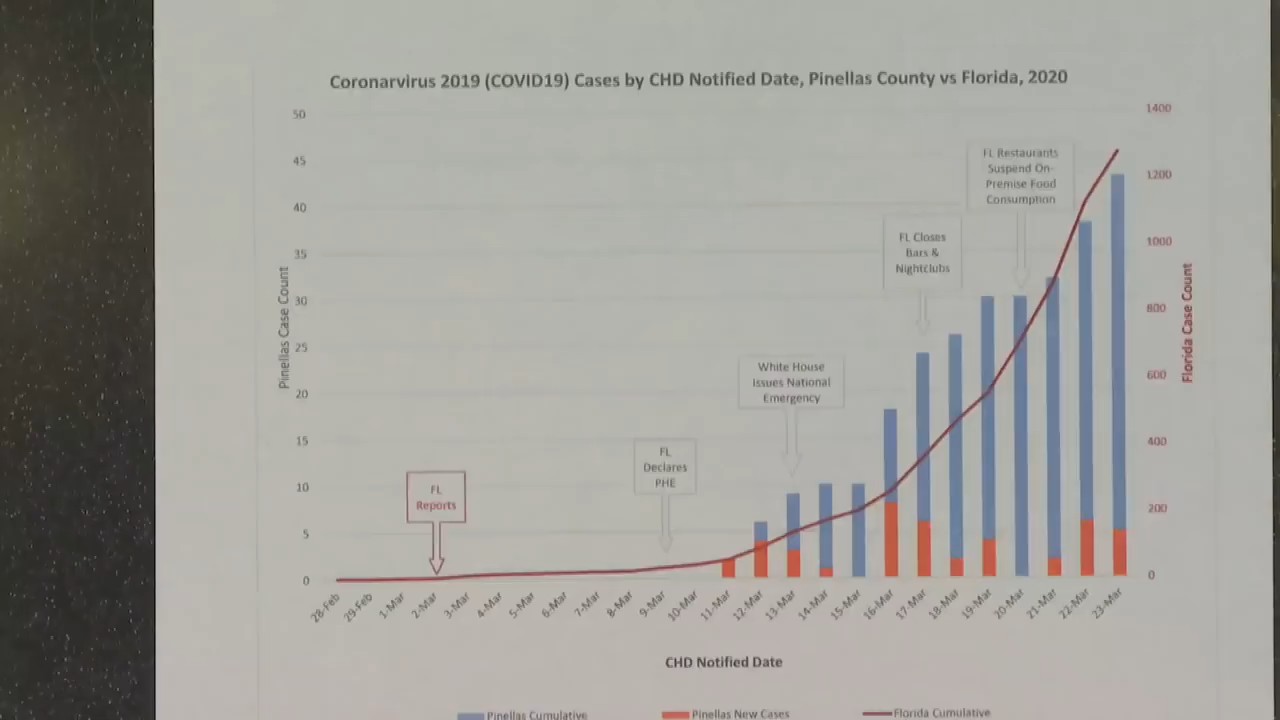 Coronarvirus 2019 (COVID19) Cases by CHD Notified Date, Pinellas County vs Florida, 2020
50
45
40
35
30
25
20
15
10
5
0
Pinellas Case Count
1400
1200
1000
800
600
400
200
0
Florida Case Count
FL
Reports
FL
Declares
PHE
White House
Issues National
Emergency
FL Closes
Bars &
Nightclubs
FL Restaurants
Suspend On-
Premise Food
Consumption
28-Feb
29-Feb
1-Mar
2-Mar
3-Mar
4-Mar
5-Mar
6-Mar
7-Mar
8-Mar
9-Mar
10-Mar
11-Mar
12-Mar
13-Mar
14-Mar
15-Mar
16-Mar
17-Mar
18-Mar
19-Mar
20-Mar
21-Mar
22-Mar
23-Mar
CHD Notified Date
Pinellas Cumulative
Pinellas New Cases
Florida Cumulative